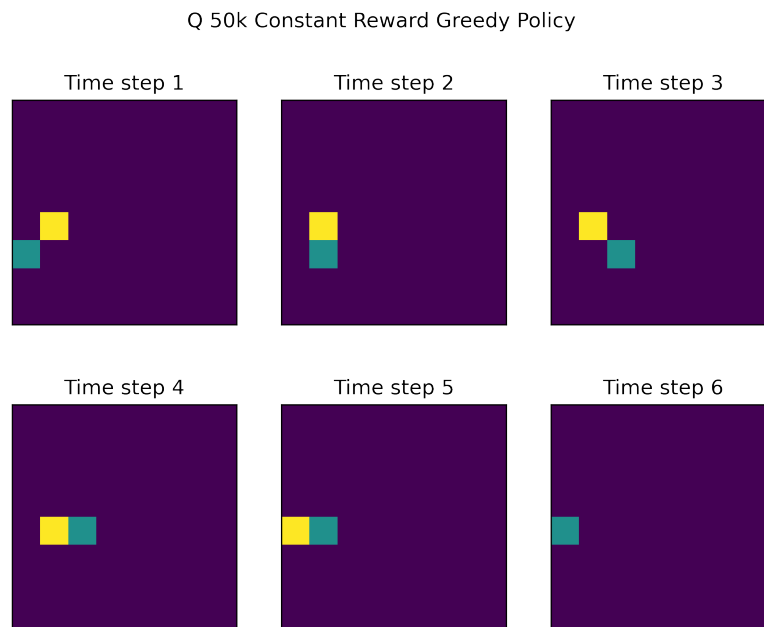 Q 50k Constant Reward Greedy Policy
Time step 1
Time step 2
Time step 3
Time step 4
Time step 5
Time step 6